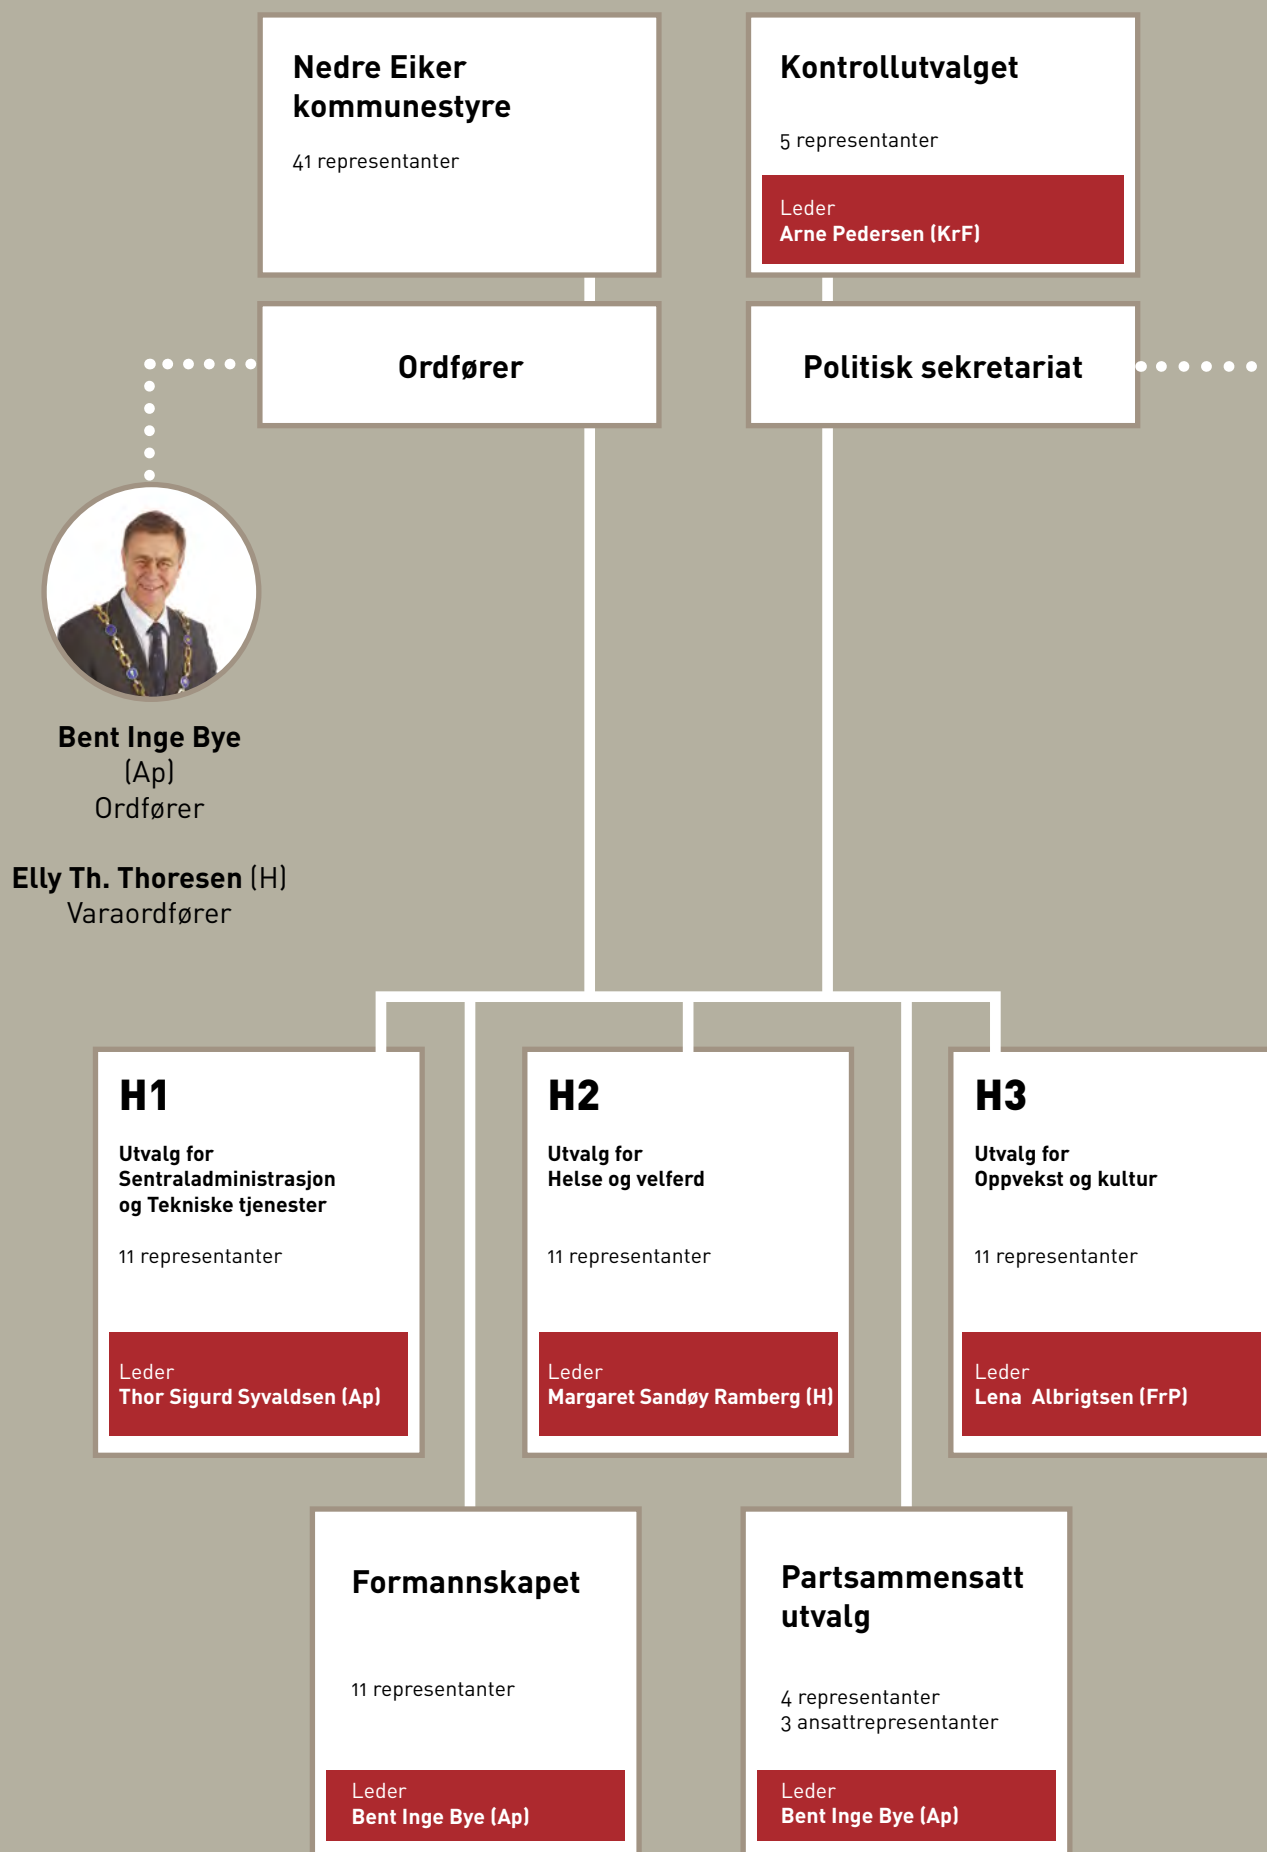 Nedre Eiker
kommunestyre
41 representanter
Kontrollutvalget
5 representanter
Leder
Arne Pedersen (KrF)
Ordfører
Politisk sekretariat
Bent Inge Bye
(Ap)
Ordfører
Elly Th. Thoresen (H)
Varaordfører
H1
Utvalg for
Sentraladministrasjon
og Tekniske tjenester
11 representanter
Leder
Thor Sigurd Syvaldsen (Ap)
H2
Utvalg for
Helse og velferd
11 representanter
Leder
Margaret Sandøy Ramberg (H)
H3
Utvalg for
Oppvekst og kultur
11 representanter
Leder
Lena Albrigtsen (FrP)
Formannskapet
11 representanter
Leder
Bent Inge Bye (Ap)
Partsammensatt
utvalg
4 representanter
3 ansattrepresentanter
Leder
Bent Inge Bye (Ap)